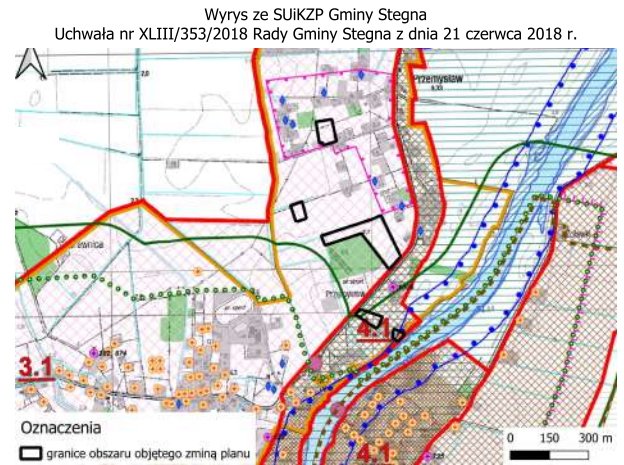 Wyrys ze SUiKZP Gminy Stegna
Uchwała nr XLIII/353/2018 Rady Gminy Stegna z dnia 21 czerwca 2018 r.
Przemysław
3.1
4.1
4.1
Oznaczenia
granice obszaru objętego zminą planu
0 150 300 m